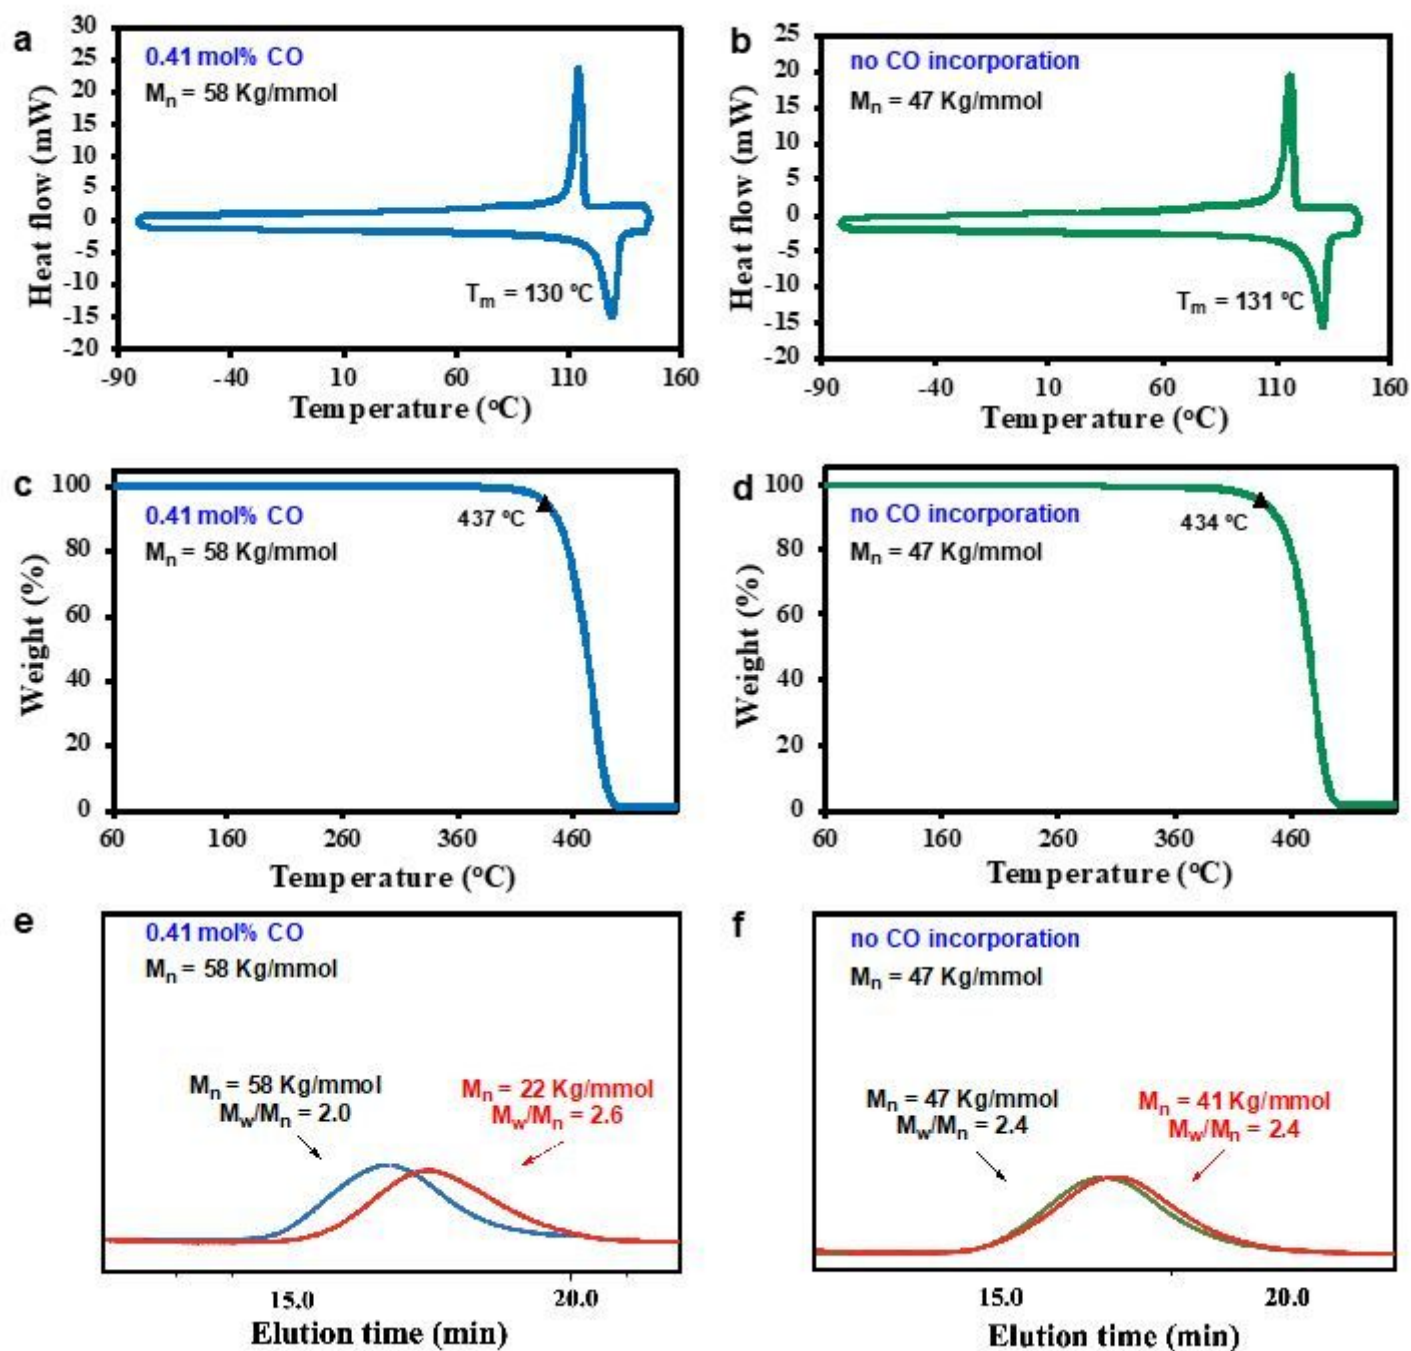 a
0.41 mol% CO
Mn = 58 Kg/mmol
Heat flow (mW)
30
25
20
15
10
5
0
-5
-10
-15
-20
Tm = 130 ºC
-90 -40 10 60 110 160
Temperature (°C)
b
no CO incorporation
Mn = 47 Kg/mmol
Heat flow (mW)
25
20
15
10
5
0
-5
-10
-15
-20
Tm = 131 ºC
-90 -40 10 60 110 160
Temperature (°C)
c
0.41 mol% CO
Mn = 58 Kg/mmol
437 ºC
Weight (%)
100
80
60
40
20
0
60 160 260 360 460
Temperature (°C)
d
no CO incorporation
Mn = 47 Kg/mmol
434 ºC
Weight (%)
100
80
60
40
20
0
60 160 260 360 460
Temperature (°C)
e
0.41 mol% CO
Mn = 58 Kg/mmol
Mn = 58 Kg/mmol
Mw/Mn = 2.0
Mn = 22 Kg/mmol
Mw/Mn = 2.6
15.0 20.0
Elution time (min)
f
no CO incorporation
Mn = 47 Kg/mmol
Mn = 47 Kg/mmol
Mw/Mn = 2.4
Mn = 41 Kg/mmol
Mw/Mn = 2.4
15.0 20.0
Elution time (min)